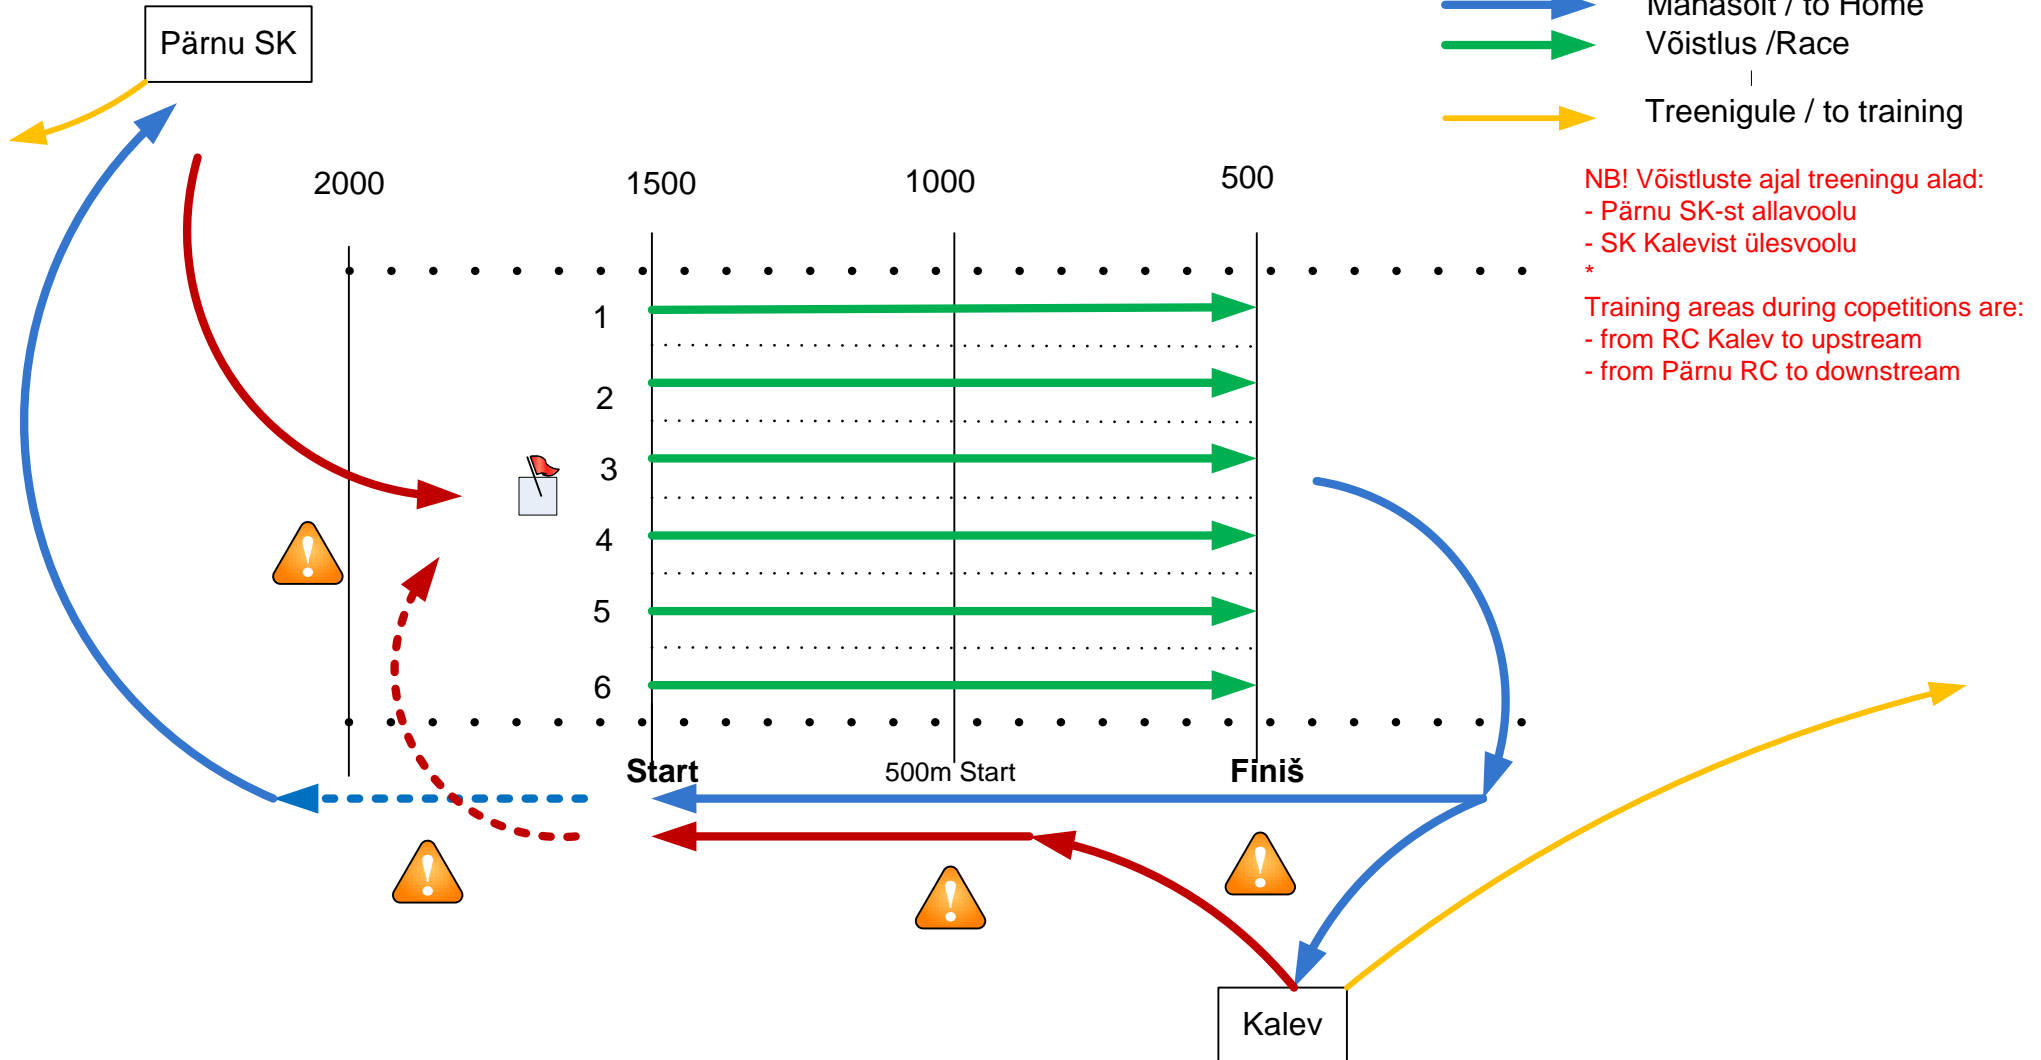 Mahasõit / to Home
Pärnu SK
Võistlus /Race
Treenigule / to training
2000
1500
1000
500
NB! Võistluste ajal treeningu alad:
- Pärnu SK-st allavoolu
- SK Kalevist ülesvoolu
*
Training areas during copetitions are:
- from RC Kalev to upstream
- from Pärnu RC to downstream
1
2
3
4
5
6
Start
500m Start
Finiš
Kalev